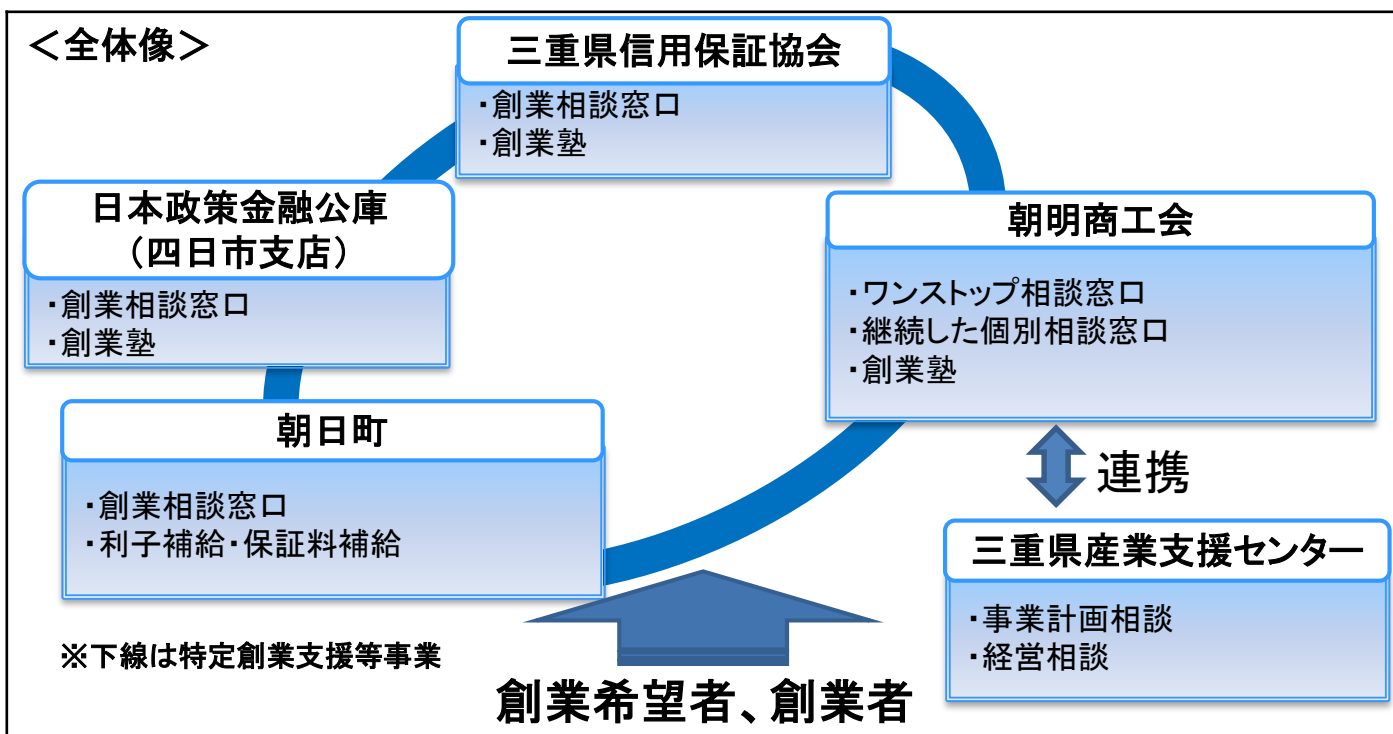 ＜全体像＞
三重県信用保証協会
・創業相談窓口
・創業塾
日本政策金融公庫
（四日市支店）
・創業相談窓口
・創業塾
朝明商工会
・ワンストップ相談窓口
・継続した個別相談窓口
・創業塾
朝日町
・創業相談窓口
・利子補給・保証料補給
連携
三重県産業支援センター
・事業計画相談
・経営相談
※下線は特定創業支援等事業
創業希望者、創業者